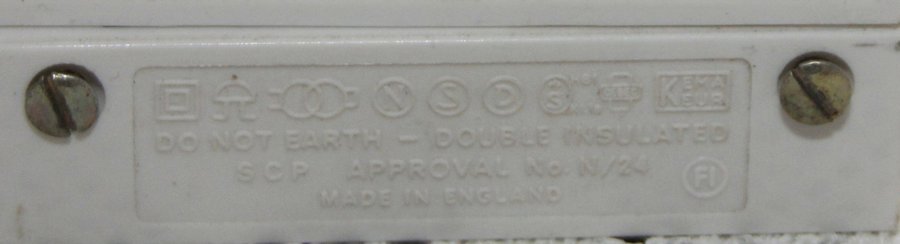 N S D KEMA KEUR
DO NOT EARTH - DOUBLE INSULATED
SCP APPROVAL No. N/24
FI
MADE IN ENGLAND